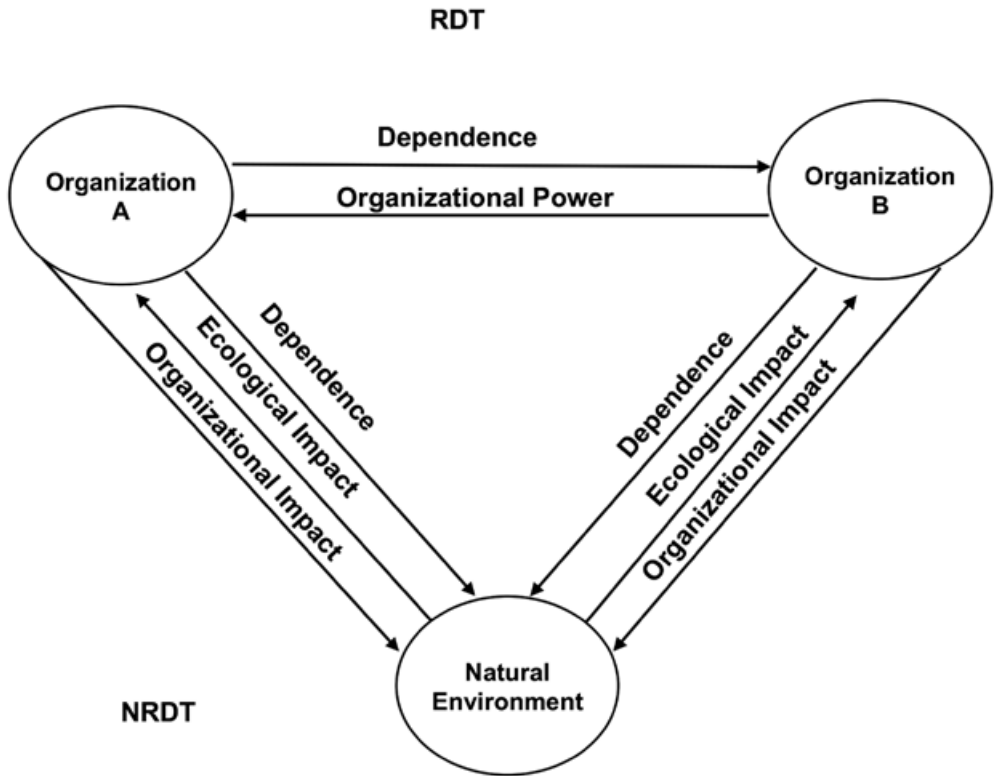 RDT
Dependence
Organization
A
Organization
B
Organizational Power
Dependence
Ecological Impact
Organizational Impact
Dependence
Ecological Impact
Organizational Impact
Natural
Environment
NRDT